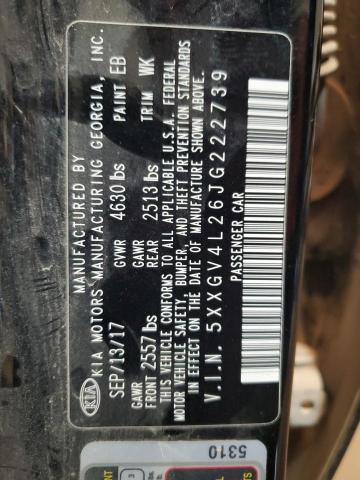 MANUFACTURED BY
KIA KIA MOTORS MANUFACTURING GEORGIA, INC.
SEP/13/17 GVWR 4630 lbs PAINT EB
GAWR FRONT 2557 lbs GAWR REAR 2513 lbs TRIM WK
THIS VEHICLE CONFORMS TO ALL APPLICABLE U.S.A. FEDERAL
MOTOR VEHICLE SAFETY, BUMPER, AND THEFT PREVENTION STANDARDS
IN EFFECT ON THE DATE OF MANUFACTURE SHOWN ABOVE.
V.I.N. 5XXGV4L26JG222739
PASSENGER CAR
5310